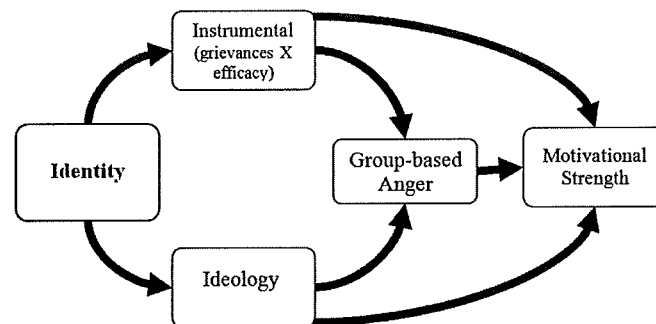 Instrumental
(grievances X
efficacy)
Identity
Group-based
Anger
Motivational
Strength
Ideology